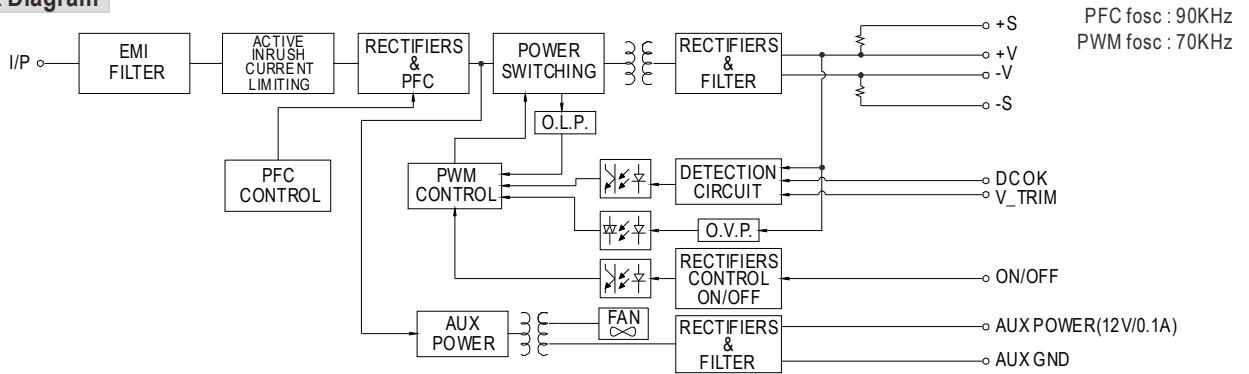 Diagram
PFC fosc : 90KHz
PWM fosc : 70KHz
I/P
EMI
FILTER
ACTIVE
INRUSH
CURRENT
LIMITING
RECTIFIERS
&
PFC
POWER
SWITCHING
RECTIFIERS
&
FILTER
+S
+V
-V
-S
O.L.P.
PFC
CONTROL
PWM
CONTROL
DETECTION
CIRCUIT
DCOK
V_TRIM
O.V.P.
RECTIFIERS
CONTROL
ON/OFF
ON/OFF
AUX
POWER
FAN
RECTIFIERS
&
FILTER
AUX POWER(12V/0.1A)
AUX GND